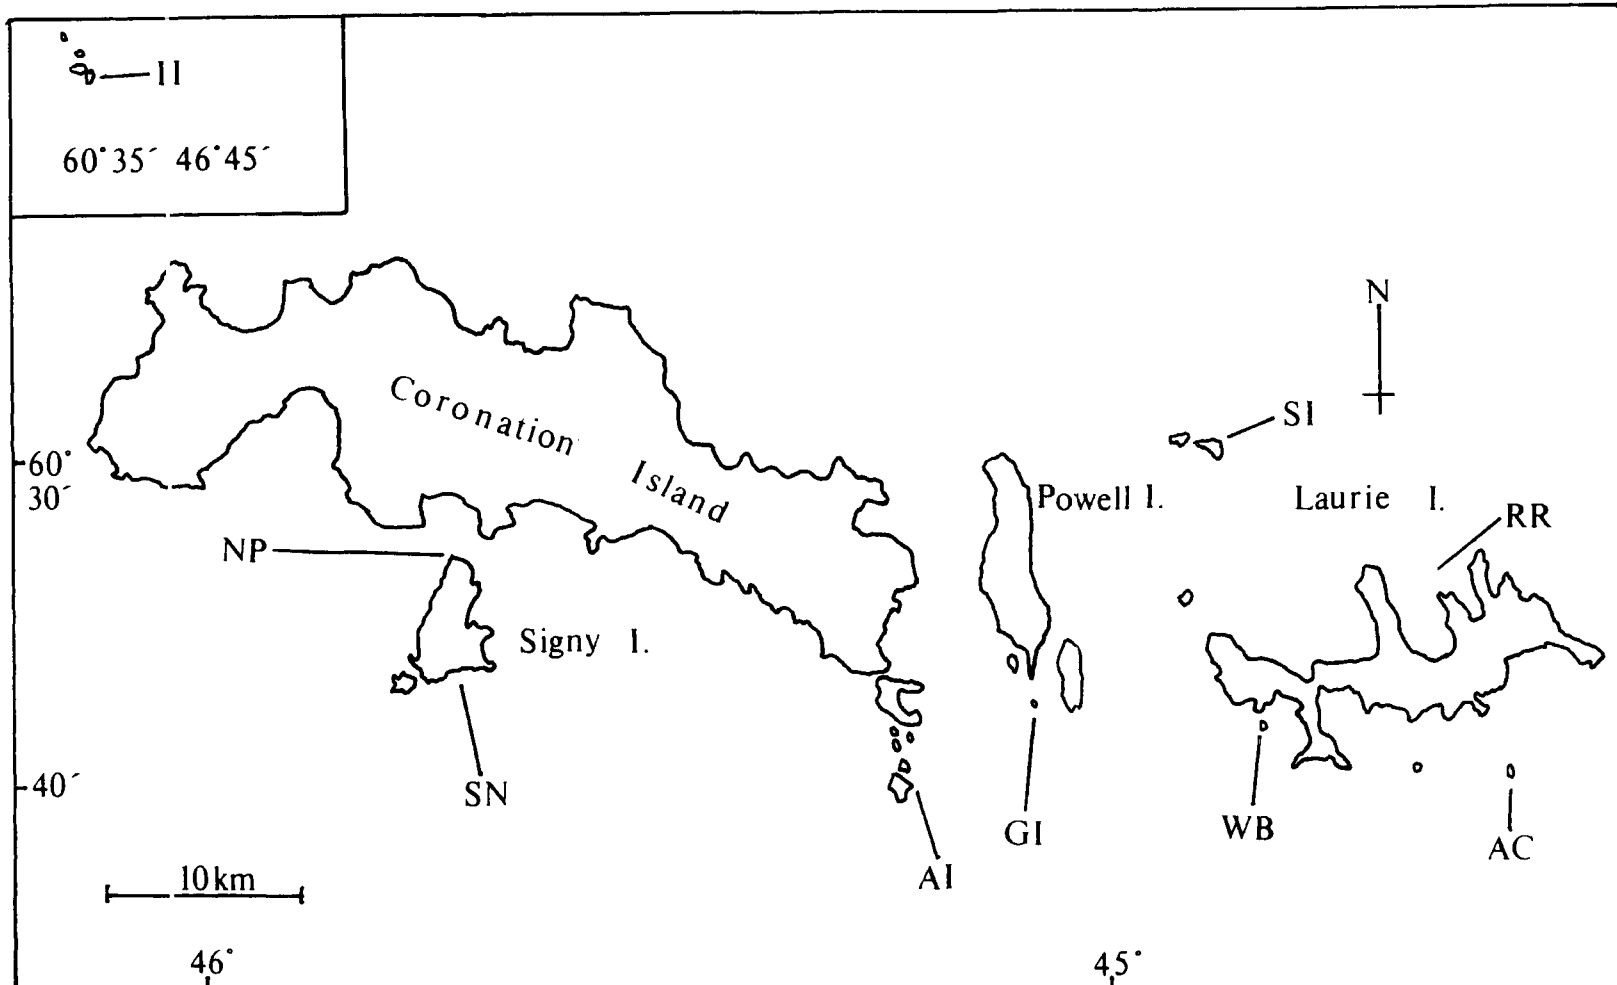 II
60°35´ 46°45´
N
Coronation Island
SI
60°
30´
Powell I.
Laurie I.
RR
NP
Signy I.
40´
SN
GI
WB
AC
AI
10km
46°
45°